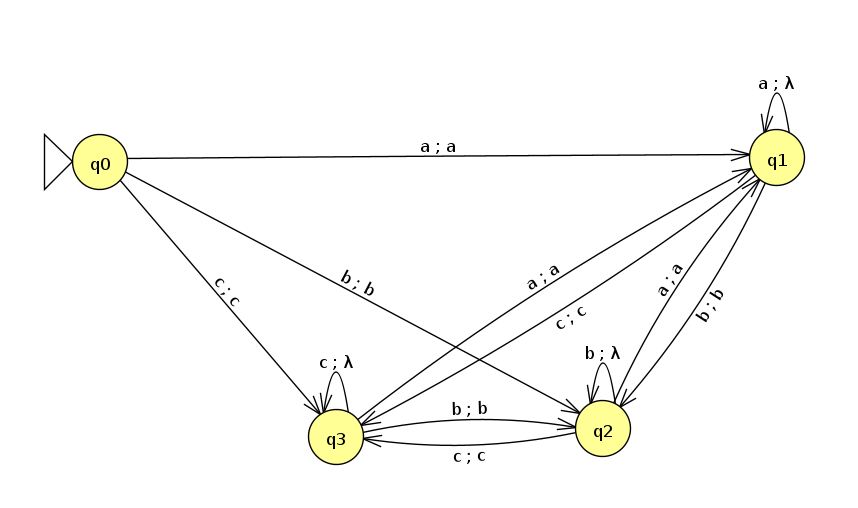 a ; λ
a ; a
q0
q1
a ; a
a ; a
b ; b
c ; c
b ; b
c ; c
c ; λ
b ; λ
b ; b
q3
q2
c ; c